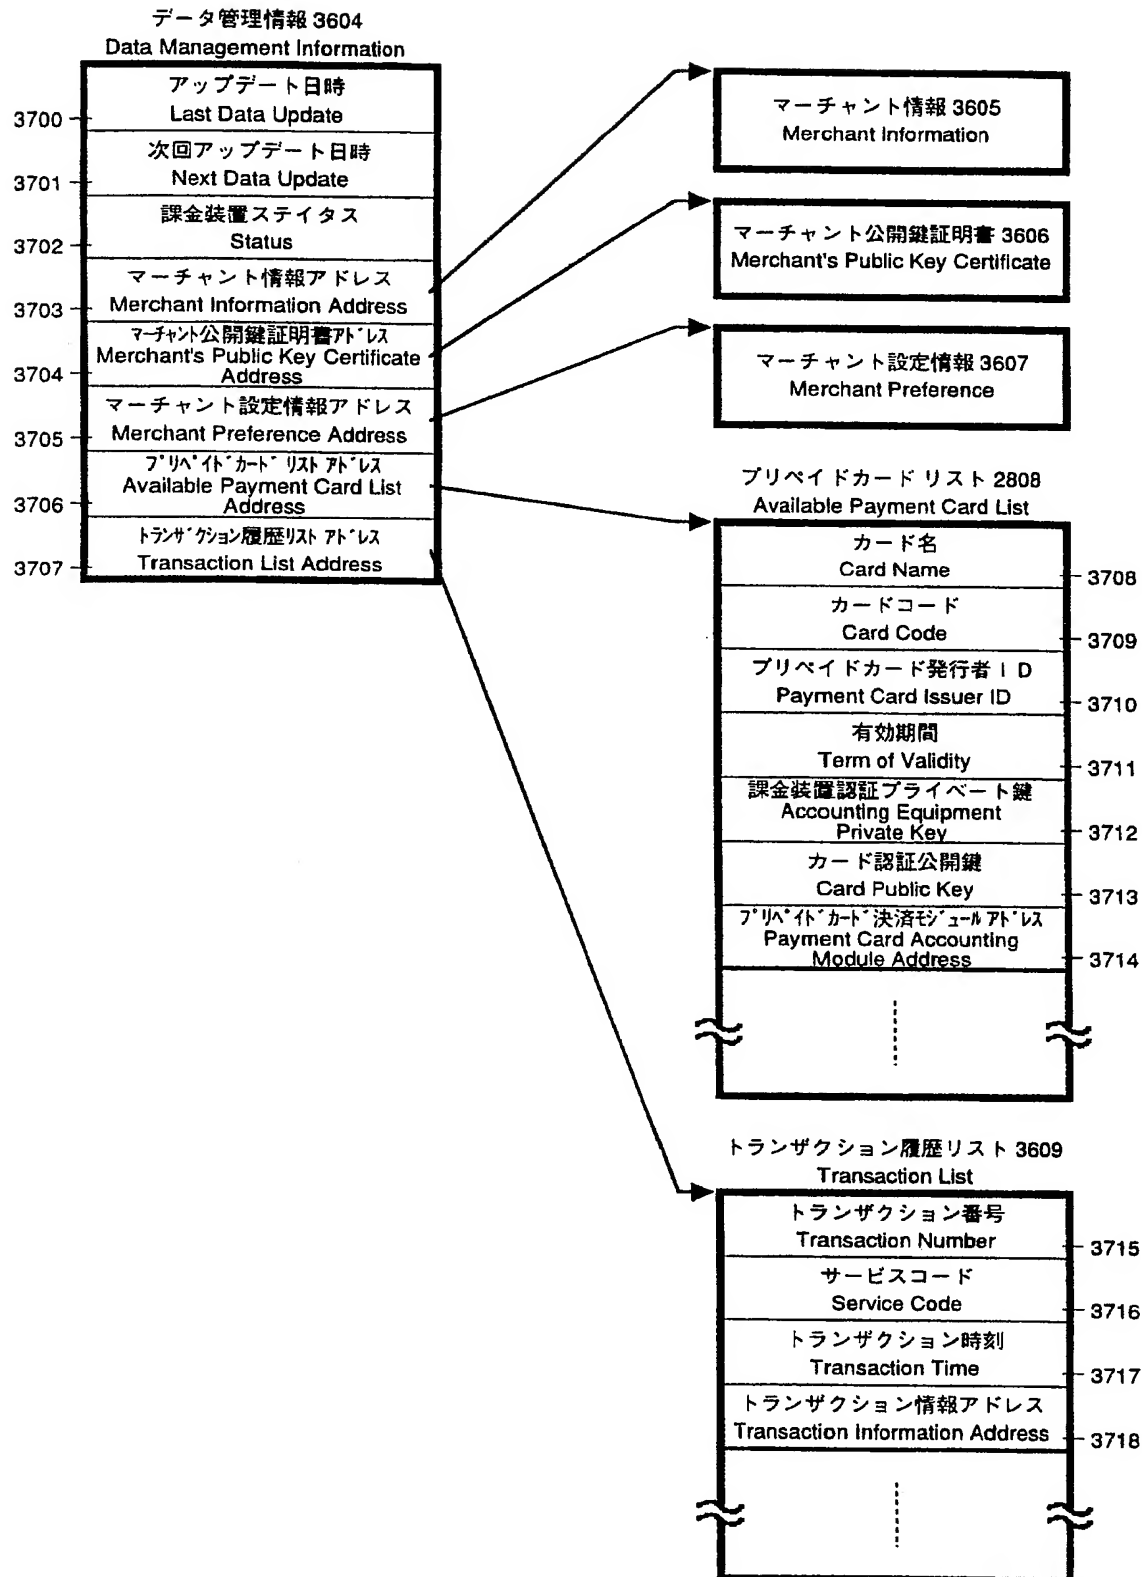 データ管理情報 3604
Data Management Information
アップデート日時
Last Data Update
3700
次回アップデート日時
Next Data Update
3701
課金装置ステイタス
Status
3702
マーチャント情報アドレス
Merchant Information Address
3703
マーチャント公開鍵証明書アドレス
Merchant's Public Key Certificate
Address
3704
マーチャント設定情報アドレス
Merchant Preference Address
3705
プリペイドカード リスト アドレス
Available Payment Card List
Address
3706
トランザクション履歴リスト アドレス
Transaction List Address
3707
マーチャント情報 3605
Merchant Information
マーチャント公開鍵証明書 3606
Merchant's Public Key Certificate
マーチャント設定情報 3607
Merchant Preference
プリペイドカード リスト 2808
Available Payment Card List
カード名
Card Name
3708
カードコード
Card Code
3709
プリペイドカード発行者ID
Payment Card Issuer ID
3710
有効期間
Term of Validity
3711
課金装置認証プライベート鍵
Accounting Equipment
Private Key
3712
カード認証公開鍵
Card Public Key
3713
プリペイドカード決済モジュール アドレス
Payment Card Accounting
Module Address
3714
トランザクション履歴リスト 3609
Transaction List
トランザクション番号
Transaction Number
3715
サービスコード
Service Code
3716
トランザクション時刻
Transaction Time
3717
トランザクション情報アドレス
Transaction Information Address
3718